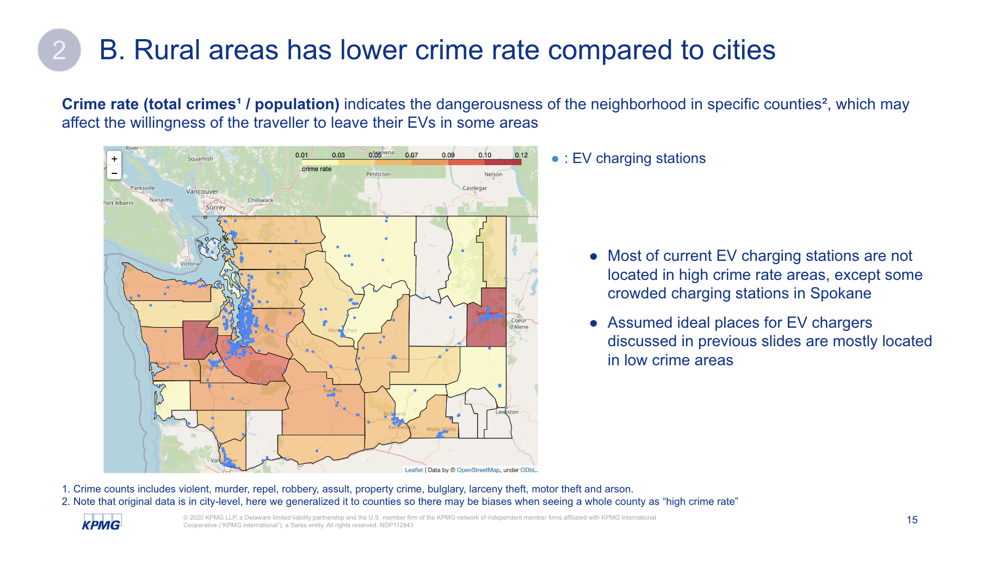 2
B. Rural areas has lower crime rate compared to cities
Crime rate (total crimes¹ / population) indicates the dangerousness of the neighborhood in specific counties², which may
affect the willingness of the traveller to leave their EVs in some areas
+
−
River
Squamish
Kelowna
0.01 0.03 0.05 0.07 0.09 0.10 0.12
crime rate
Penticton
Nelson
Parksville
Nanaimo
Vancouver
Castlegar
Port Alberni
Surrey
Chilliwack
Abbotsford
Bellingham
Victoria
Spokane
Coeur
d'Alene
Wenatchee
Aberdeen
Olympia
Yakima
Richland
Kennewick
Walla Walla
Lewiston
Vancouver
Leaflet | Data by © OpenStreetMap, under ODbL.
● : EV charging stations
● Most of current EV charging stations are not
located in high crime rate areas, except some
crowded charging stations in Spokane
● Assumed ideal places for EV chargers
discussed in previous slides are mostly located
in low crime areas
1. Crime counts includes violent, murder, repel, robbery, assult, property crime, bulglary, larceny theft, motor theft and arson.
2. Note that original data is in city-level, here we generalized it to counties so there may be biases when seeing a whole county as “high crime rate”
KPMG
© 2020 KPMG LLP, a Delaware limited liability partnership and the U.S. member firm of the KPMG network of independent member firms affiliated with KPMG International
Cooperative (“KPMG International”), a Swiss entity. All rights reserved. NDP112843
15